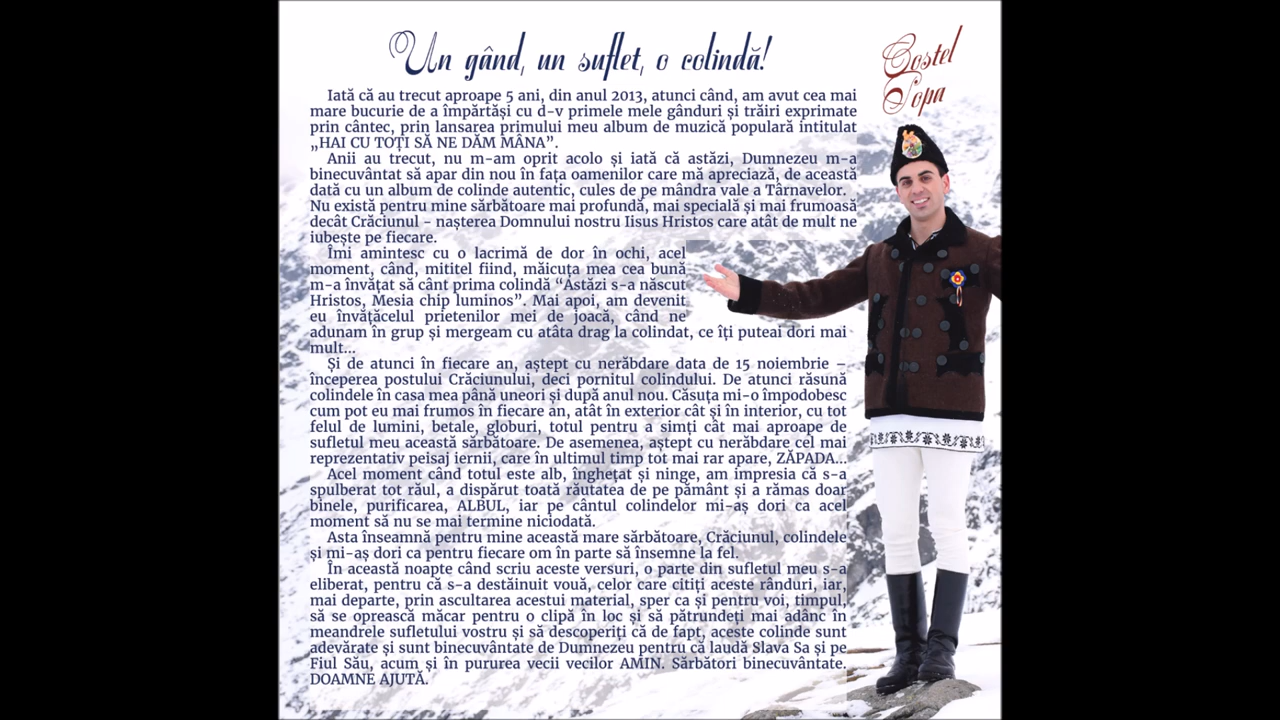 Un gând, un suflet, o colindă!
Costel
Popa
Iată că au trecut aproape 5 ani, din anul 2013, atunci când, am avut cea mai
mare bucurie de a împărtăși cu d-v primele mele gânduri și trăiri exprimate
prin cântec, prin lansarea primului meu album de muzică populară intitulat
„HAI CU TOȚI SĂ NE DĂM MÂNA”.
Anii au trecut, nu m-am oprit acolo și iată că astăzi, Dumnezeu m-a
binecuvântat să apar din nou în fața oamenilor care mă apreciază, de această
dată cu un album de colinde autentic, cules de pe mândra vale a Târnavelor.
Nu există pentru mine sărbătoare mai profundă, mai specială și mai frumoasă
decât Crăciunul - nașterea Domnului nostru Iisus Hristos care atât de mult ne
iubește pe fiecare.
Îmi amintesc cu o lacrimă de dor în ochi, acel
moment, când, mititel fiind, măicuța mea cea bună
m-a învățat să cânt prima colindă “Astăzi s-a născut
Hristos, Mesia chip luminos”. Mai apoi, am devenit
eu învățăcelul prietenilor mei de joacă, când ne
adunam în grup și mergeam cu atâta drag la colindat, ce îți puteai dori mai
mult...
Și de atunci în fiecare an, aștept cu nerăbdare data de 15 noiembrie –
începerea postului Crăciunului, deci pornitul colindului. De atunci răsună
colindele în casa mea până uneori și după anul nou. Căsuța mi-o împodobesc
cum pot eu mai frumos în fiecare an, atât în exterior cât și în interior, cu tot
felul de lumini, betale, globuri, totul pentru a simți cât mai aproape de
sufletul meu această sărbătoare. De asemenea, aștept cu nerăbdare cel mai
reprezentativ peisaj iernii, care în ultimul timp tot mai rar apare, ZĂPADA...
Acel moment când totul este alb, înghețat și ninge, am impresia că s-a
spulberat tot răul, a dispărut toată răutatea de pe pământ și a rămas doar
binele, purificarea, ALBUL, iar pe cântul colindelor mi-aș dori ca acel
moment să nu se mai termine niciodată.
Asta înseamnă pentru mine această mare sărbătoare, Crăciunul, colindele
și mi-aș dori ca pentru fiecare om în parte să însemne la fel.
În această noapte când scriu aceste versuri, o parte din sufletul meu s-a
eliberat, pentru că s-a destăinuit vouă, celor care citiți aceste rânduri, iar,
mai departe, prin ascultarea acestui material, sper ca și pentru voi, timpul,
să se oprească măcar pentru o clipă în loc și să pătrundeți mai adânc în
meandrele sufletului vostru și să descoperiți că de fapt, aceste colinde sunt
adevărate și sunt binecuvântate de Dumnezeu pentru că laudă Slava Sa și pe
Fiul Său, acum și în pururea vecii vecilor AMIN. Sărbători binecuvântate.
DOAMNE AJUTĂ.